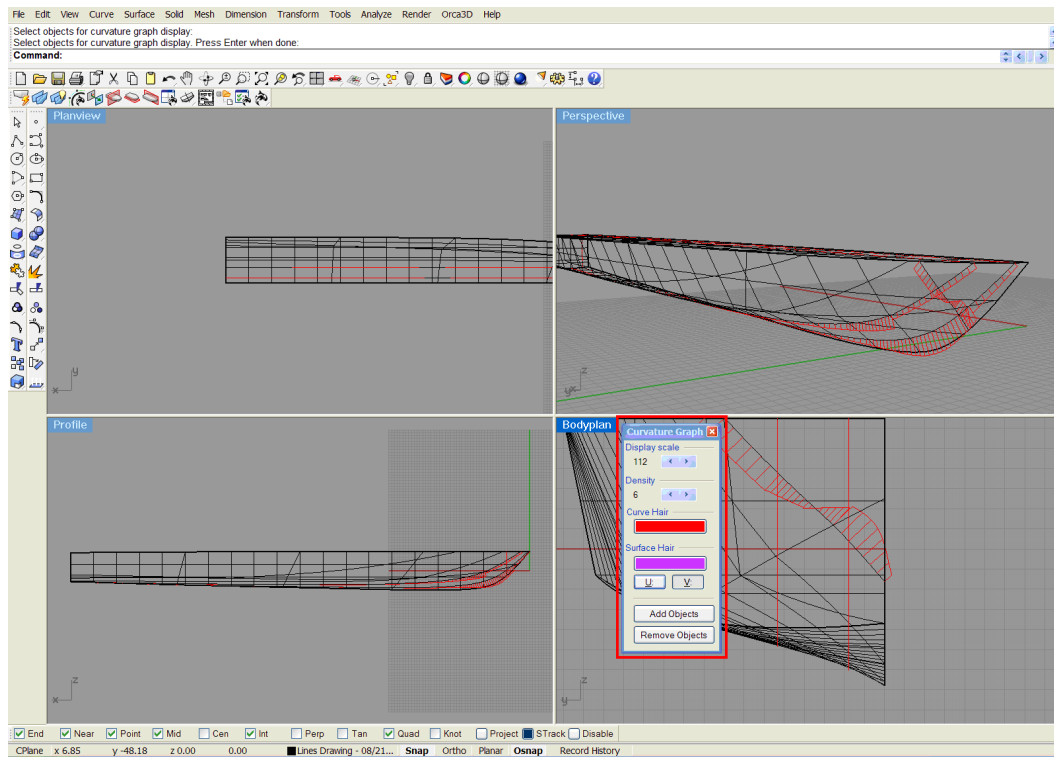 File Edit View Curve Surface Solid Mesh Dimension Transform Tools Analyze Render Orca3D Help
Select objects for curvature graph display:
Select objects for curvature graph display. Press Enter when done:
Command:
Planview
Perspective
y
x
z
yx
Profile
Bodyplan
Curvature Graph
Display scale
112
Density
6
Curve Hair
Surface Hair
U: V:
Add Objects
Remove Objects
z
x
z
y
End Near Point Mid Cen Int Perp Tan Quad Knot Project STrack Disable
CPlane x 6.85 y -48.18 z 0.00 0.00 Lines Drawing - 08/21... Snap Ortho Planar Osnap Record History